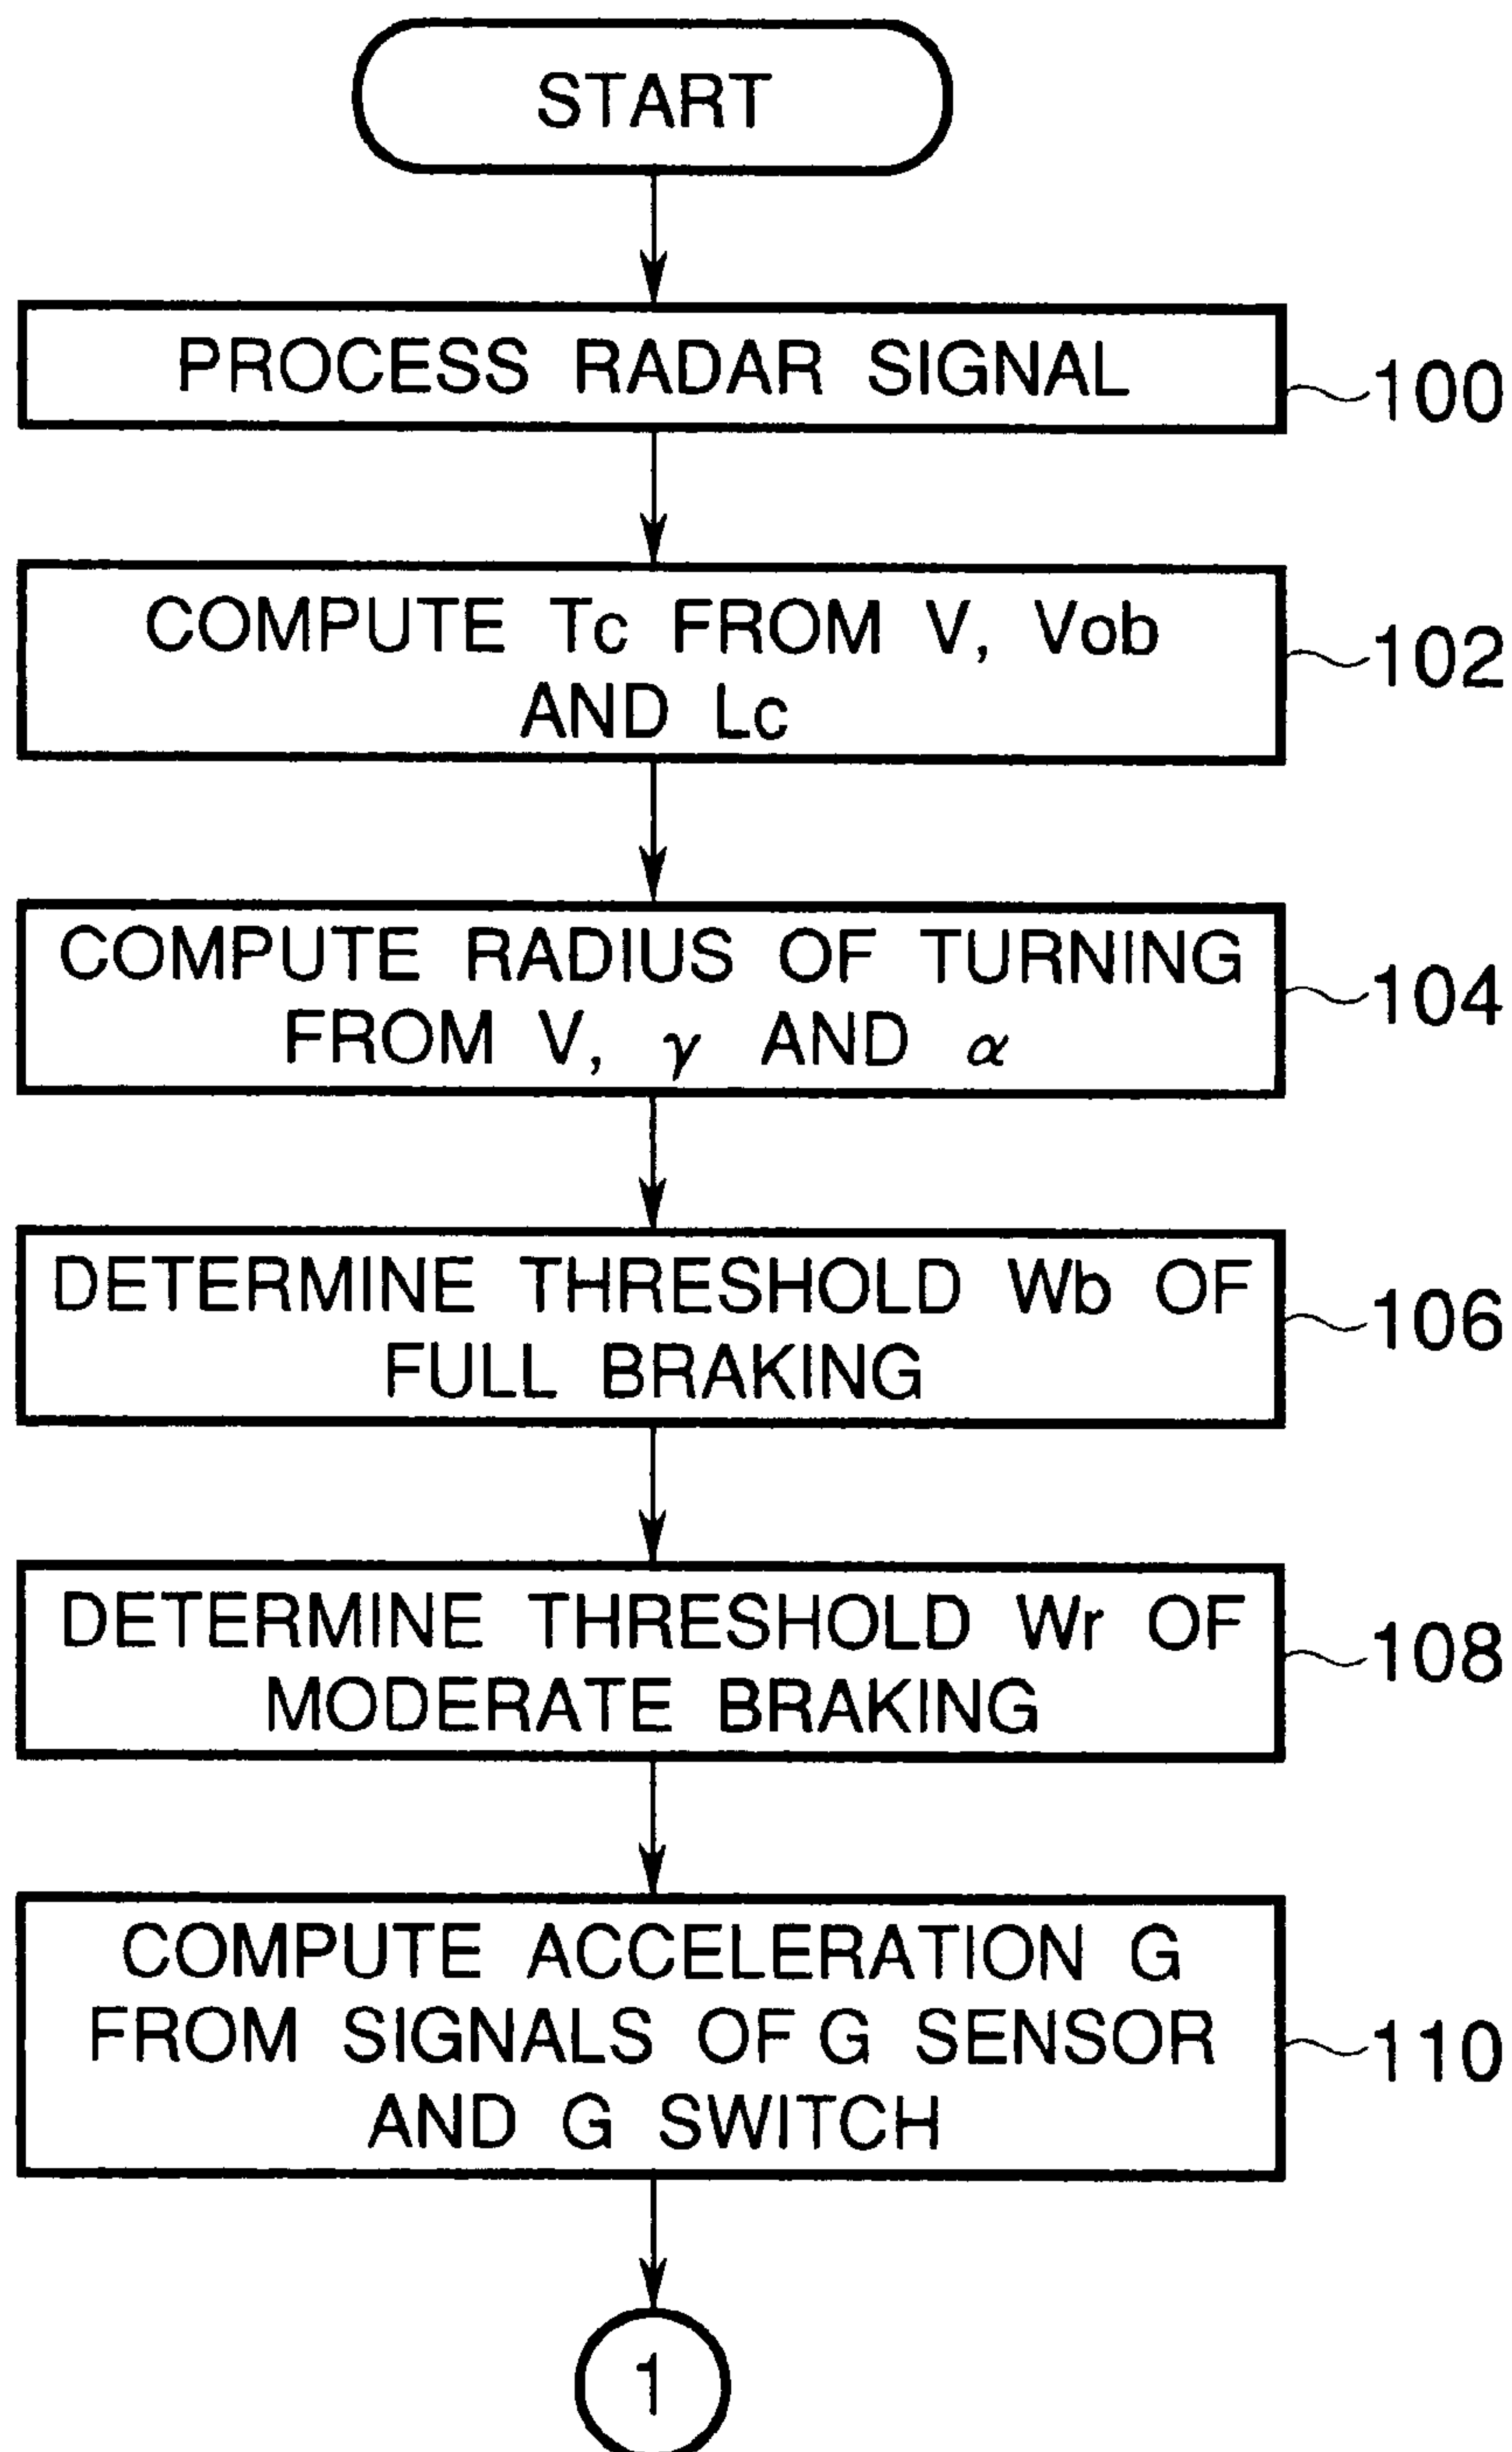 START
PROCESS RADAR SIGNAL
100
COMPUTE Tc FROM V, Vob
AND Lc
102
COMPUTE RADIUS OF TURNING
FROM V, γ AND α
104
DETERMINE THRESHOLD Wb OF
FULL BRAKING
106
DETERMINE THRESHOLD Wr OF
MODERATE BRAKING
108
COMPUTE ACCELERATION G
FROM SIGNALS OF G SENSOR
AND G SWITCH
110
1